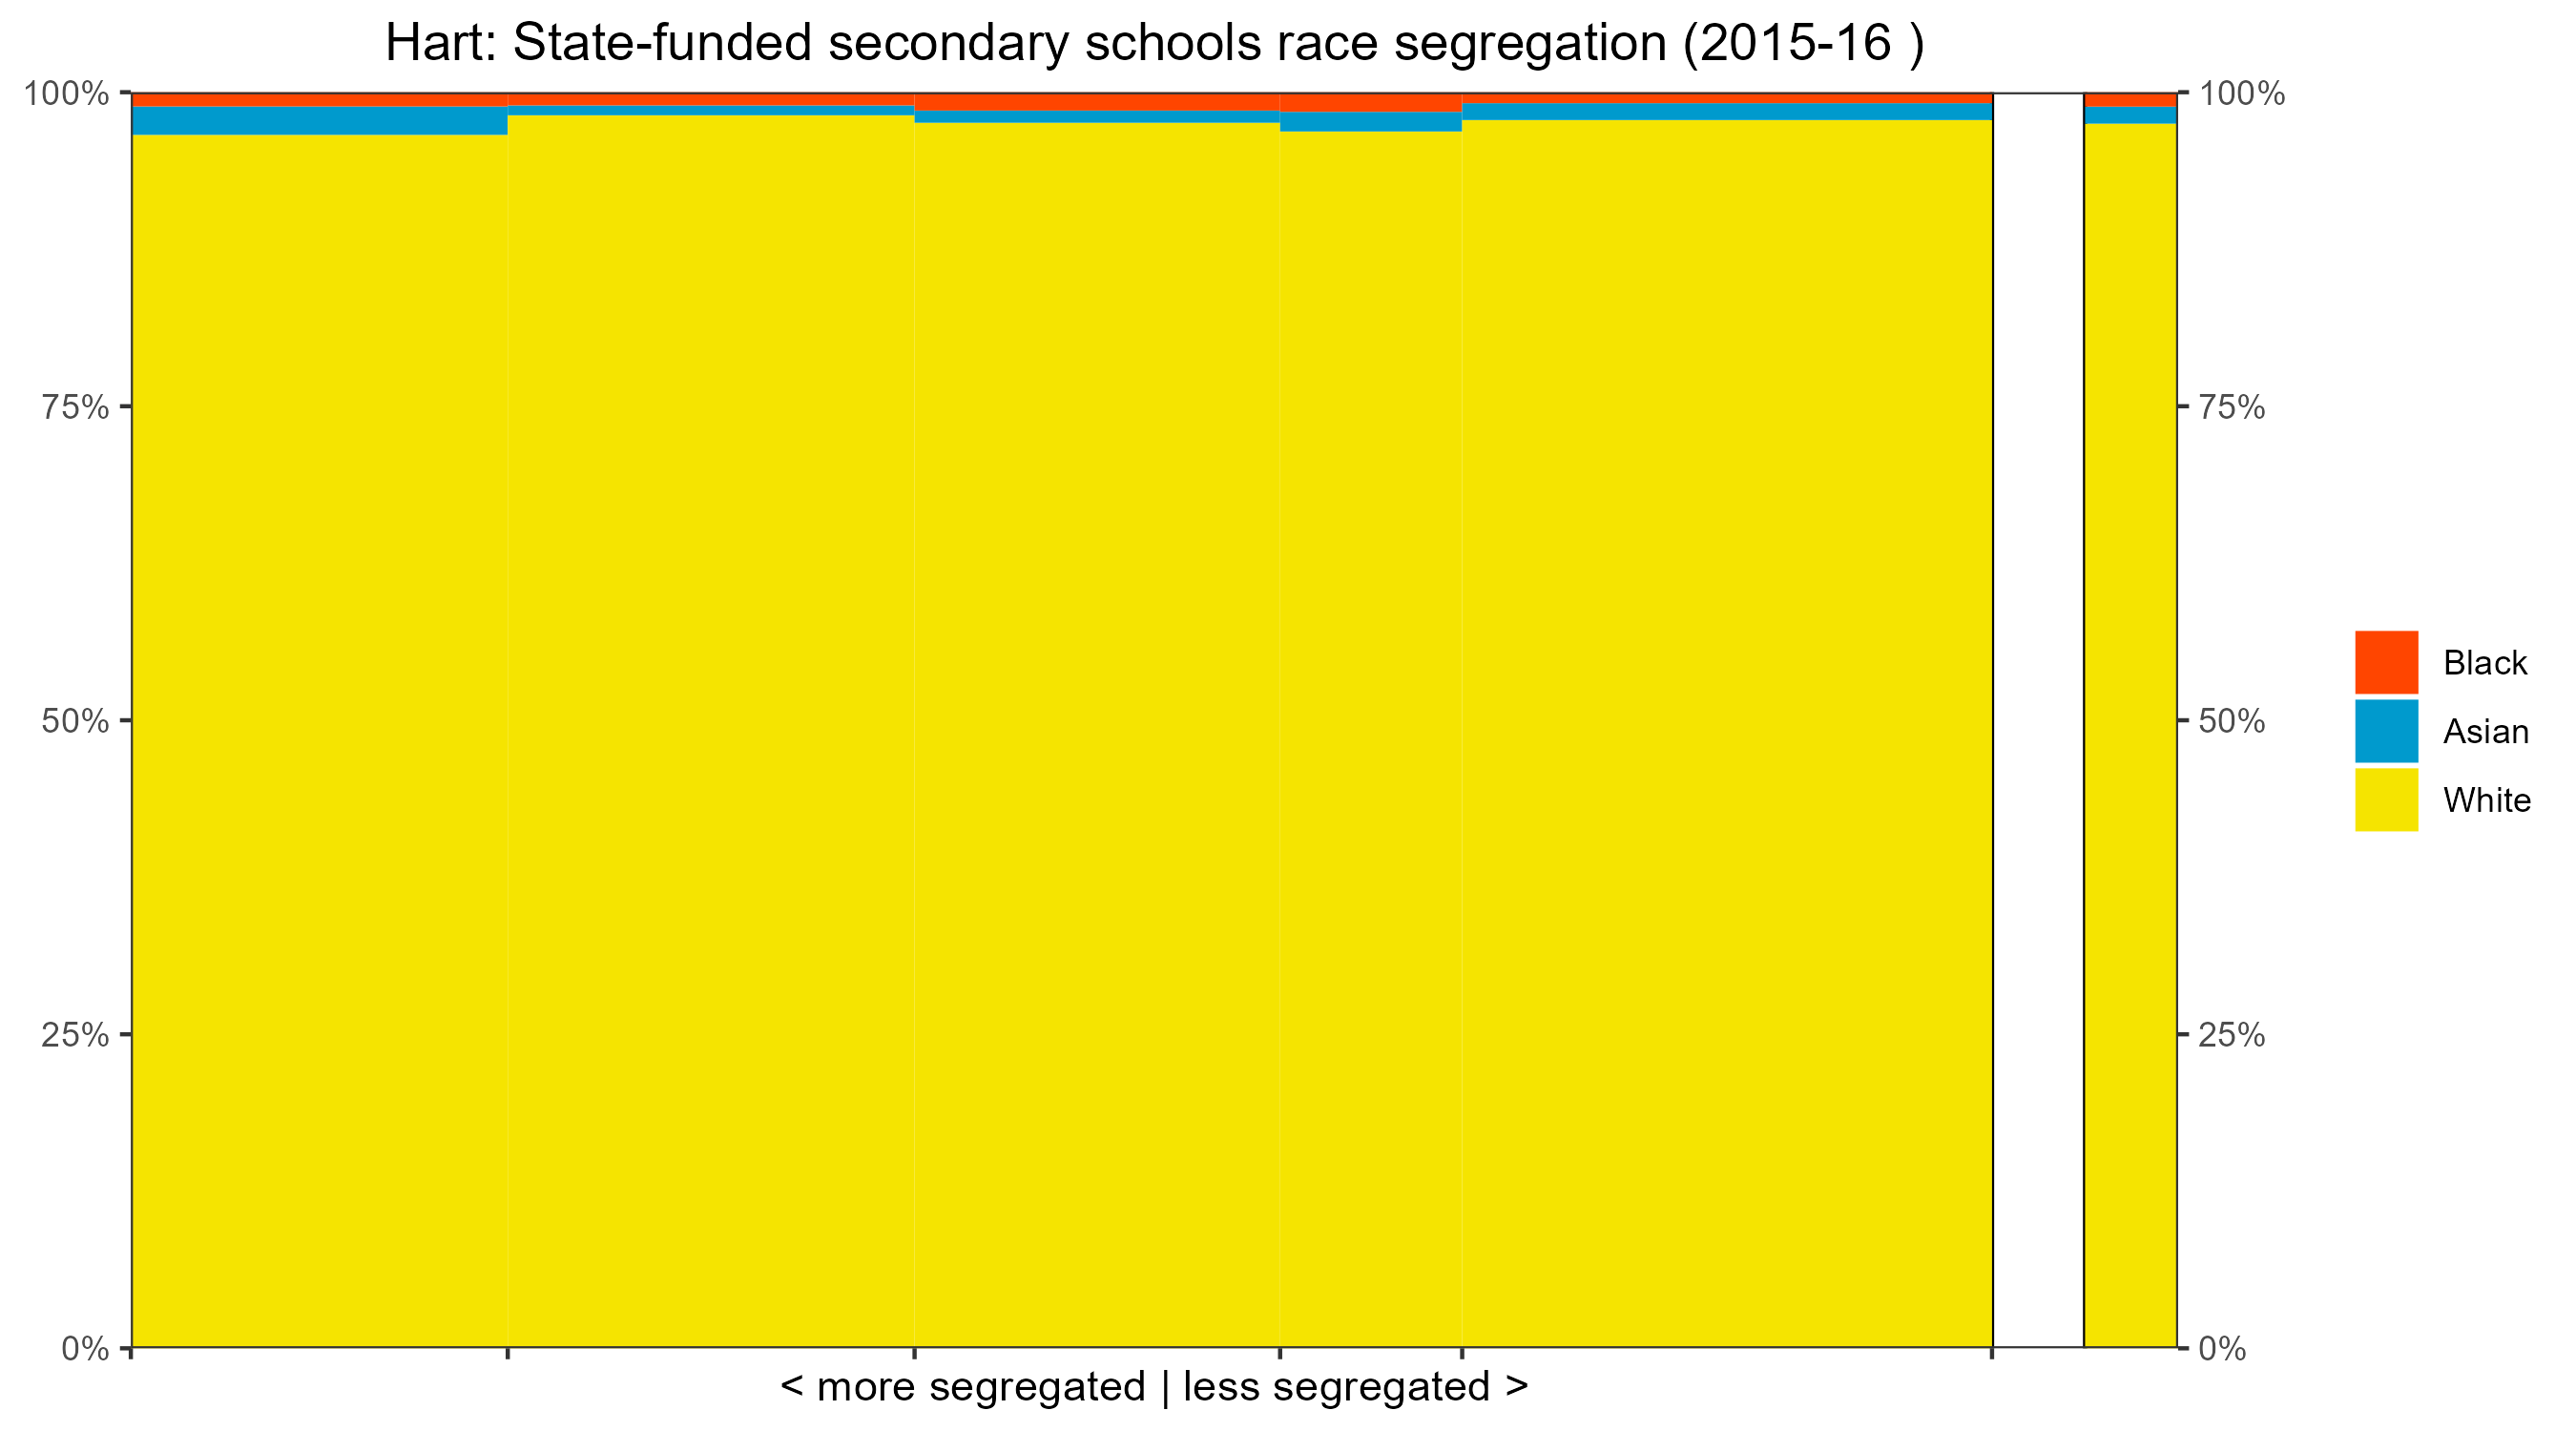 Hart: State-funded secondary schools race segregation (2015-16 )
100%
75%
50%
25%
0%
100%
75%
50%
25%
0%
< more segregated | less segregated >
Black
Asian
White